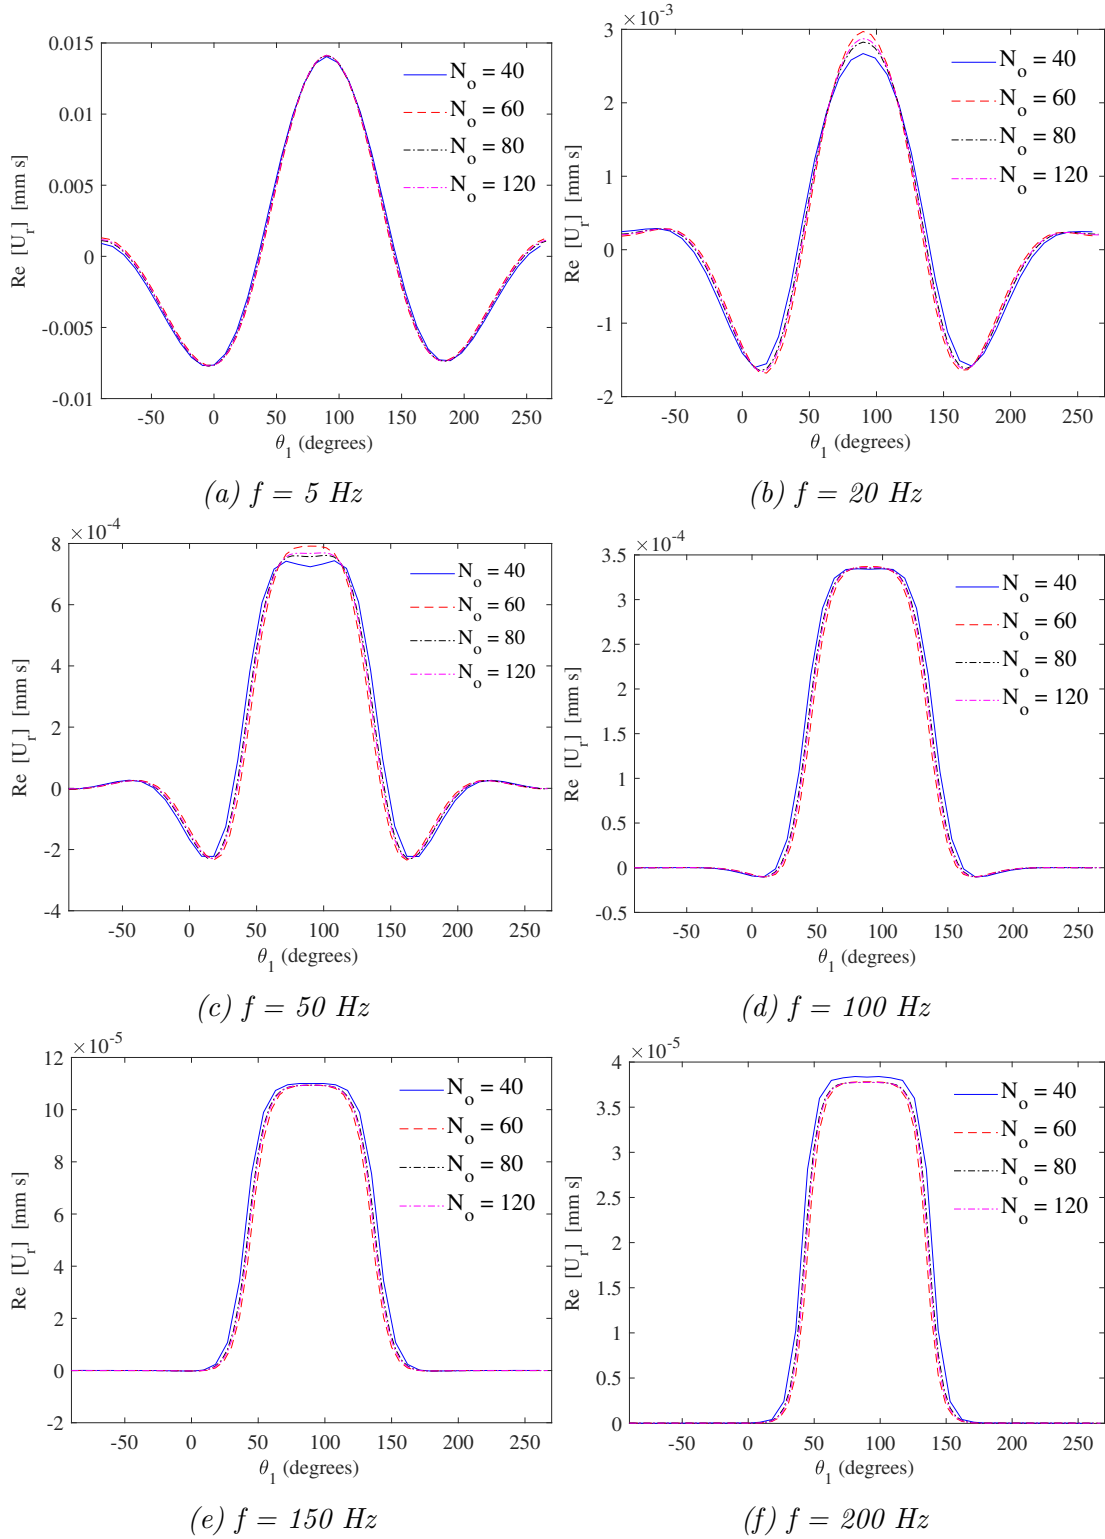 0.015
0.01
0.005
0
-0.005
-0.01
-50 0 50 100 150 200 250
Re [U_r] [mm s]
θ_1 (degrees)
N_o = 40
N_o = 60
N_o = 80
N_o = 120
(a) f = 5 Hz
×10^-3
3
2
1
0
-1
-2
-50 0 50 100 150 200 250
Re [U_r] [mm s]
θ_1 (degrees)
N_o = 40
N_o = 60
N_o = 80
N_o = 120
(b) f = 20 Hz
×10^-4
8
6
4
2
0
-2
-4
-50 0 50 100 150 200 250
Re [U_r] [mm s]
θ_1 (degrees)
N_o = 40
N_o = 60
N_o = 80
N_o = 120
(c) f = 50 Hz
×10^-4
3.5
3
2.5
2
1.5
1
0.5
0
-0.5
-50 0 50 100 150 200 250
Re [U_r] [mm s]
θ_1 (degrees)
N_o = 40
N_o = 60
N_o = 80
N_o = 120
(d) f = 100 Hz
×10^-5
12
10
8
6
4
2
0
-2
-50 0 50 100 150 200 250
Re [U_r] [mm s]
θ_1 (degrees)
N_o = 40
N_o = 60
N_o = 80
N_o = 120
(e) f = 150 Hz
×10^-5
4
3.5
3
2.5
2
1.5
1
0.5
0
-50 0 50 100 150 200 250
Re [U_r] [mm s]
θ_1 (degrees)
N_o = 40
N_o = 60
N_o = 80
N_o = 120
(f) f = 200 Hz